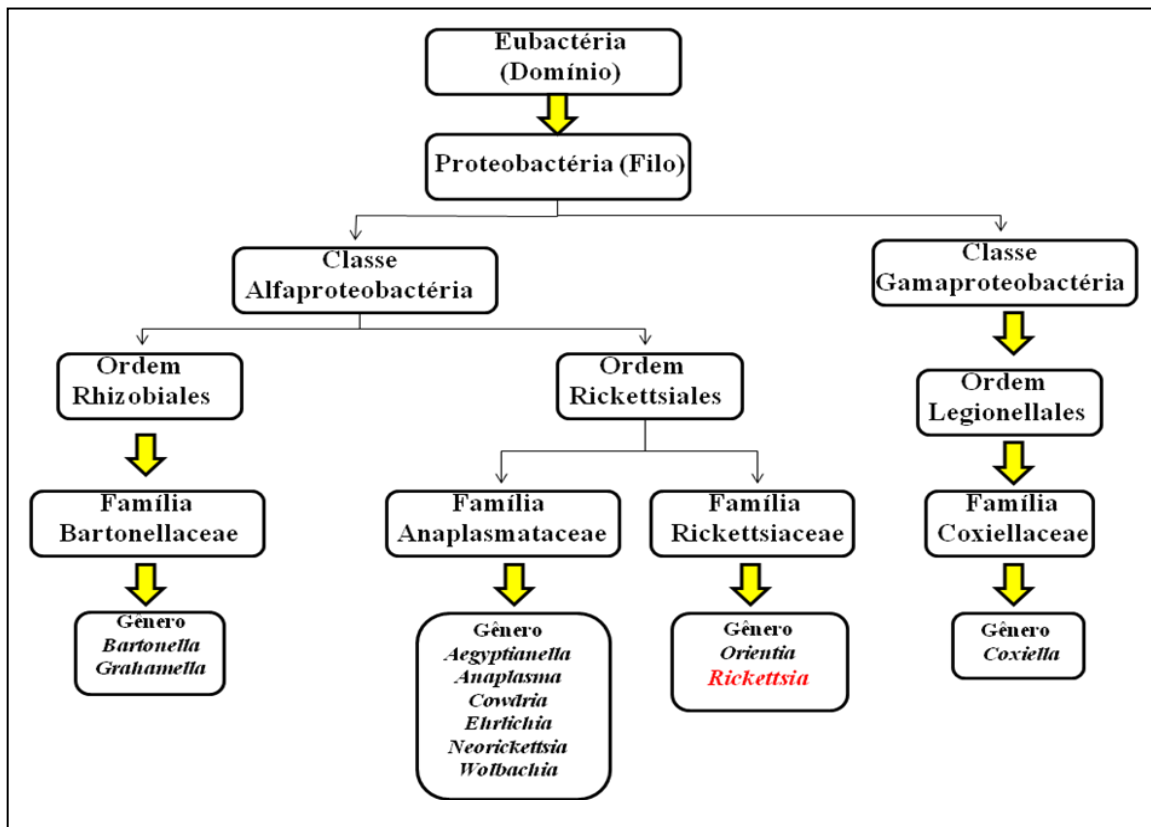 Eubactéria
(Domínio)
Proteobactéria (Filo)
Classe
Alfaproteobactéria
Classe
Gamaproteobactéria
Ordem
Rhizobiales
Ordem
Rickettsiales
Ordem
Legionellales
Família
Bartonellaceae
Família
Anaplasmataceae
Família
Rickettsiaceae
Família
Coxiellaceae
Gênero
Bartonella
Grahamella
Gênero
Aegyptianella
Anaplasma
Cowdria
Ehrlichia
Neorickettsia
Wolbachia
Gênero
Orientia
Rickettsia
Gênero
Coxiella